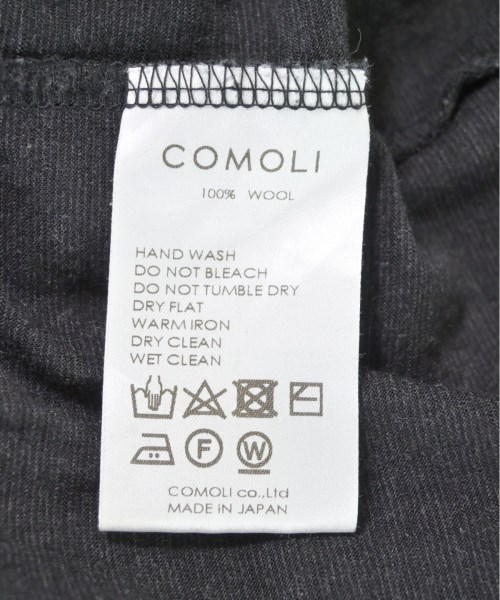 COMOLI
100% WOOL
HAND WASH
DO NOT BLEACH
DO NOT TUMBLE DRY
DRY FLAT
WARM IRON
DRY CLEAN
WET CLEAN
F W
COMOLI co.,Ltd
MADE IN JAPAN